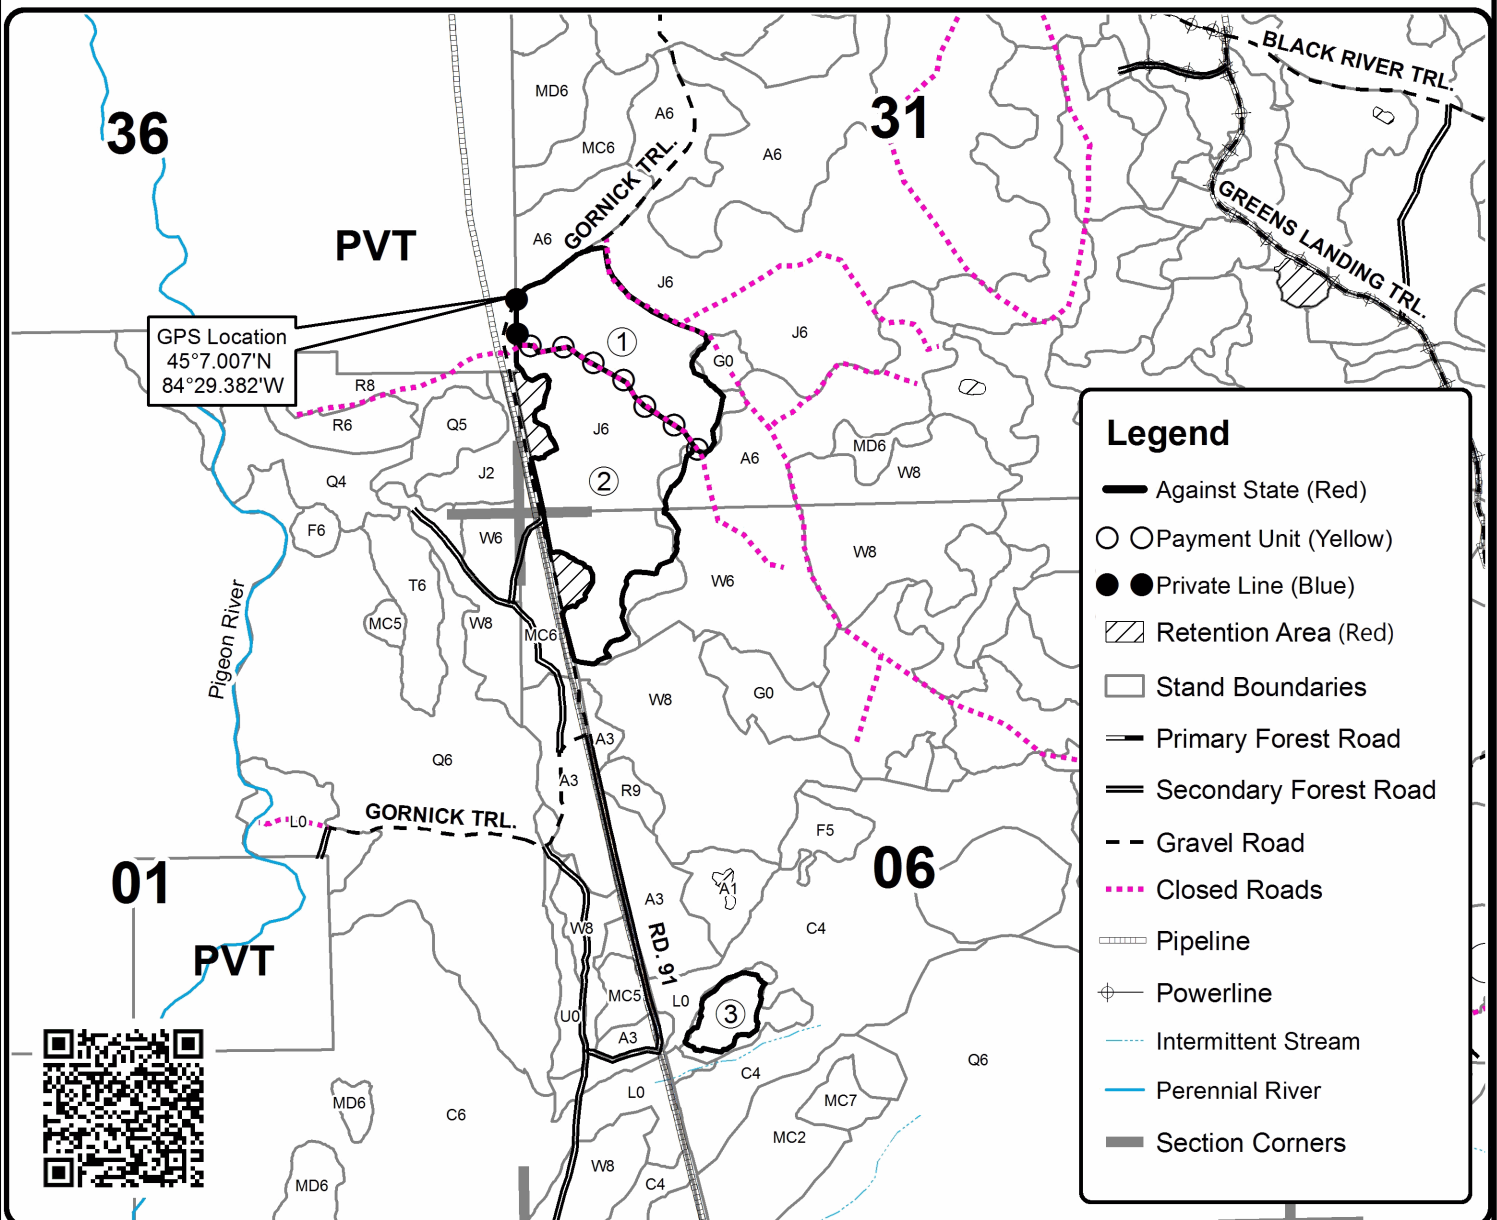 BLACK RIVER TRL.
36
31
MD6
A6
MC6
A6
GORNICK TRL.
GREENS LANDING TRL.
PVT
A6
J6
GPS Location
45°7.007'N
84°29.382'W
1
J6
G0
R8
R6
Q5
J6
A6
MD6
W8
J2
Q4
2
F6
W6
W8
T6
W6
MC5
W8
MC6
Pigeon River
W8
G0
A3
Q6
A3
R9
L0
GORNICK TRL.
F5
01
06
A1
A3
W8
C4
RD. 91
PVT
MC5
L0
3
U0
A3
Q6
C4
L0
MD6
C6
MC7
MC2
W8
C4
MD6
Legend
Against State (Red)
Payment Unit (Yellow)
Private Line (Blue)
Retention Area (Red)
Stand Boundaries
Primary Forest Road
Secondary Forest Road
Gravel Road
Closed Roads
Pipeline
Powerline
Intermittent Stream
Perennial River
Section Corners